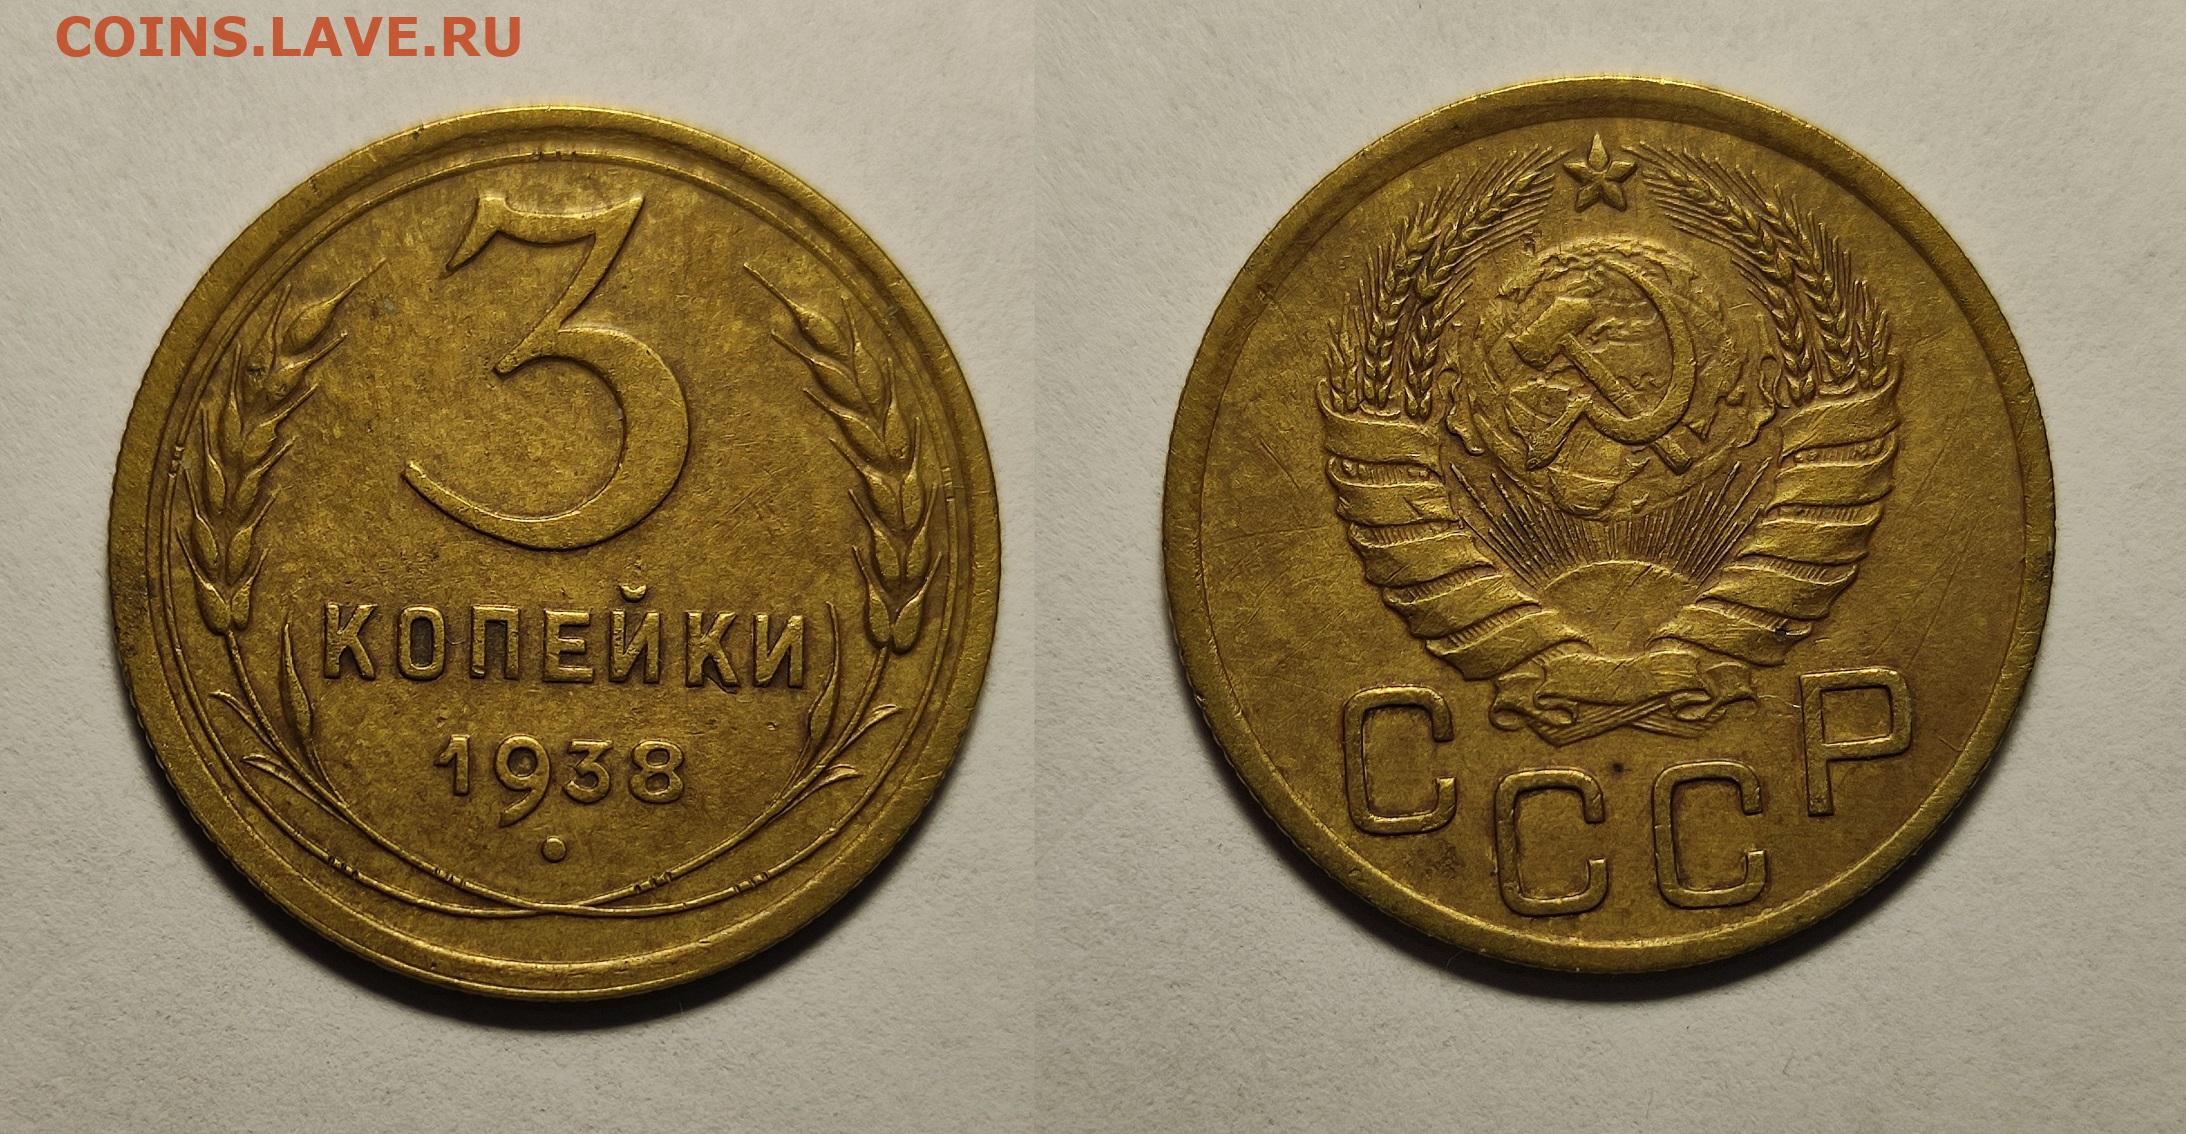 COINS.LAVE.RU
3
КОПЕЙКИ
1938
СССР